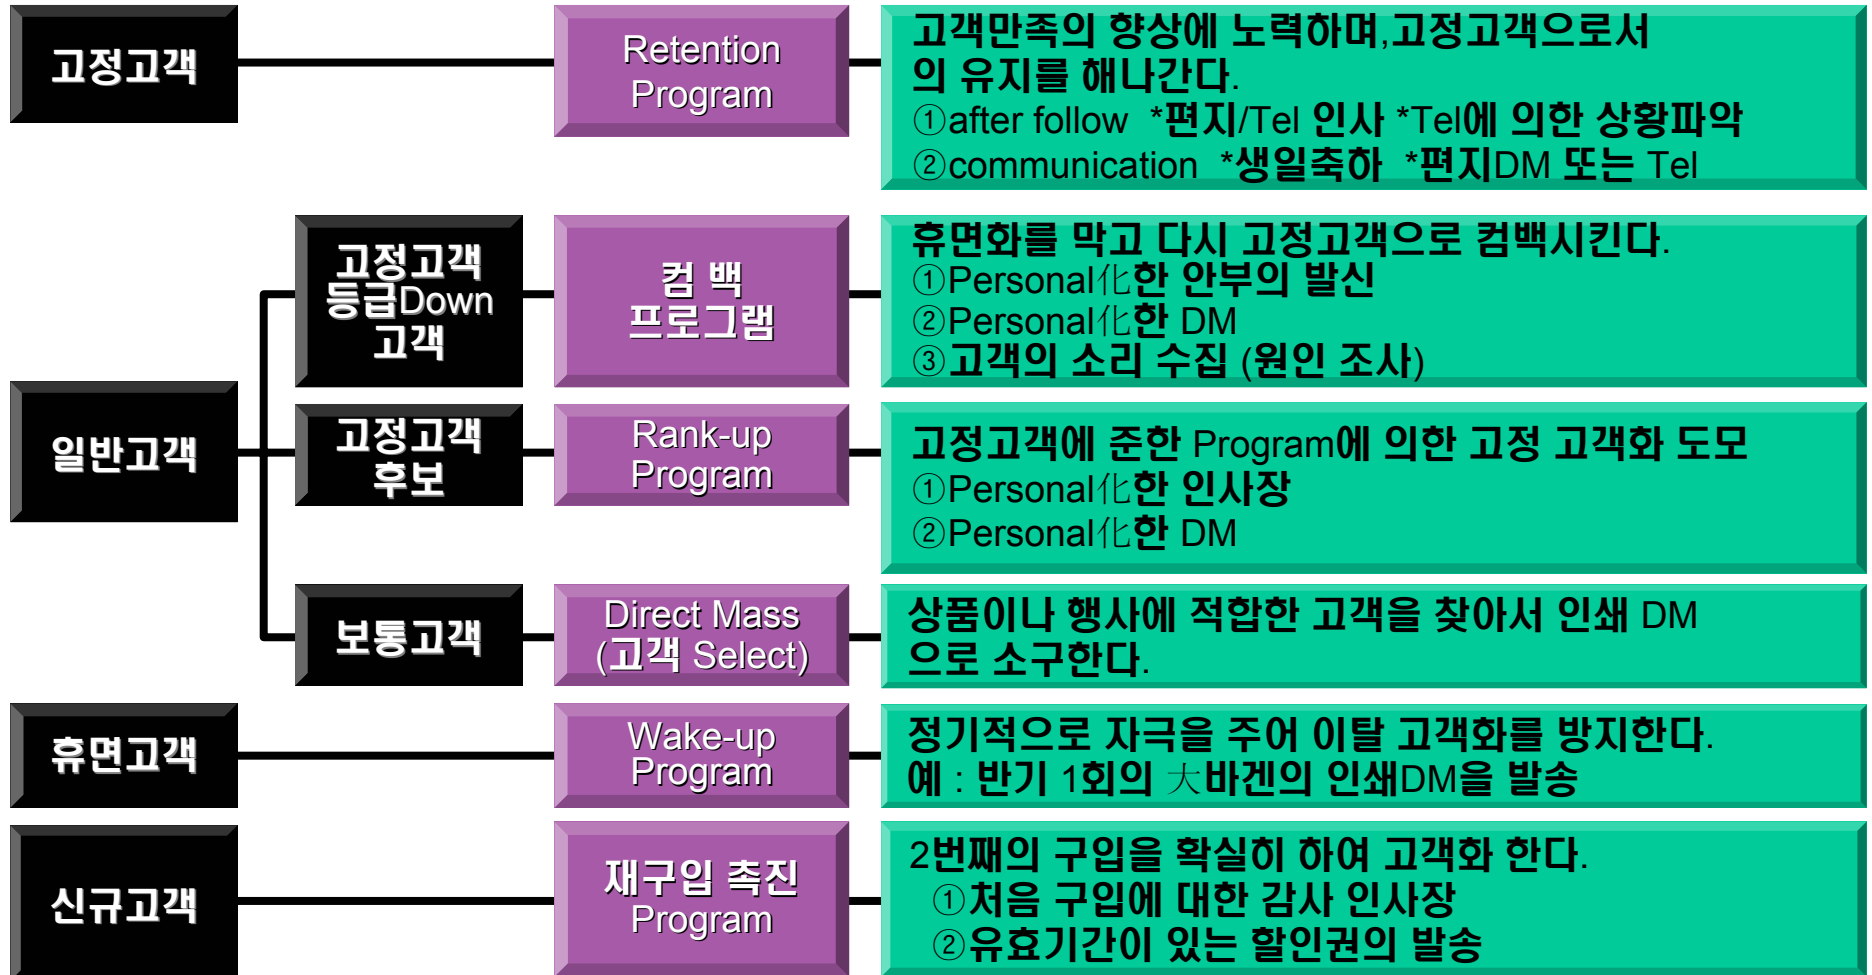 고정고객
Retention
Program
고객만족의 향상에 노력하며,고정고객으로서
의 유지를 해나간다.
①after follow *편지/Tel 인사 *Tel에 의한 상황파악
②communication *생일축하 *편지DM 또는 Tel
일반고객
고정고객
등급Down
고객
컴 백
프로그램
휴면화를 막고 다시 고정고객으로 컴백시킨다.
①Personal化한 안부의 발신
②Personal化한 DM
③고객의 소리 수집 (원인 조사)
고정고객
후보
Rank-up
Program
고정고객에 준한 Program에 의한 고정 고객화 도모
①Personal化한 인사장
②Personal化한 DM
보통고객
Direct Mass
(고객 Select)
상품이나 행사에 적합한 고객을 찾아서 인쇄 DM
으로 소구한다.
휴면고객
Wake-up
Program
정기적으로 자극을 주어 이탈 고객화를 방지한다.
예 : 반기 1회의 大바겐의 인쇄DM을 발송
신규고객
재구입 촉진
Program
2번째의 구입을 확실히 하여 고객화 한다.
①처음 구입에 대한 감사 인사장
②유효기간이 있는 할인권의 발송